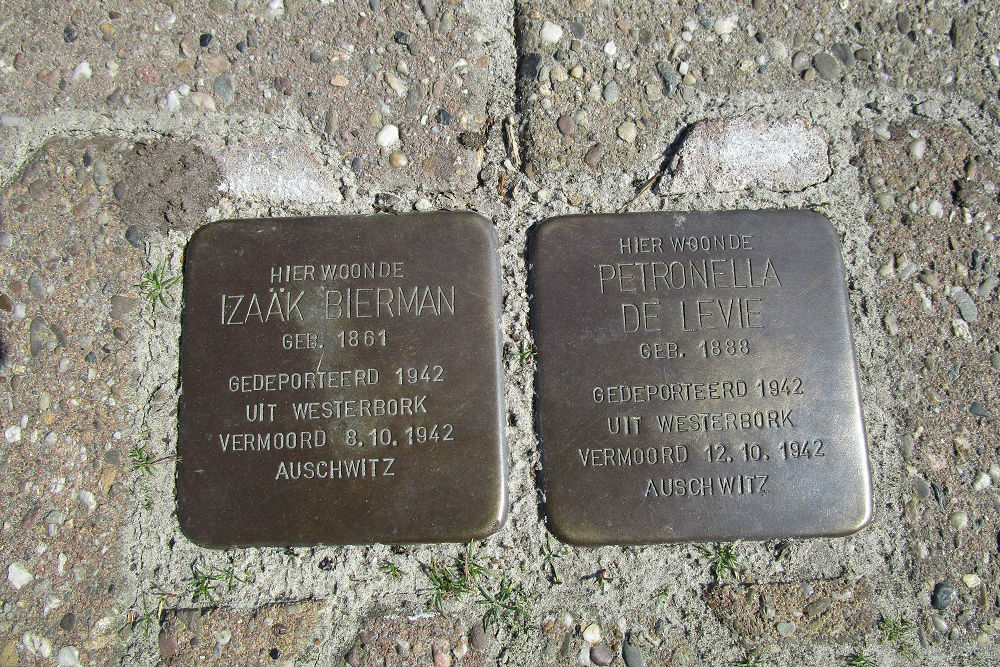 HIER WOONDE
IZAÄK BIERMAN
GEB. 1861
GEDEPORTEERD 1942
UIT WESTERBORK
VERMOORD 8.10.1942
AUSCHWITZ
HIER WOONDE
PETRONELLA
DE LEVIE
GEB. 1888
GEDEPORTEERD 1942
UIT WESTERBORK
VERMOORD 12.10.1942
AUSCHWITZ